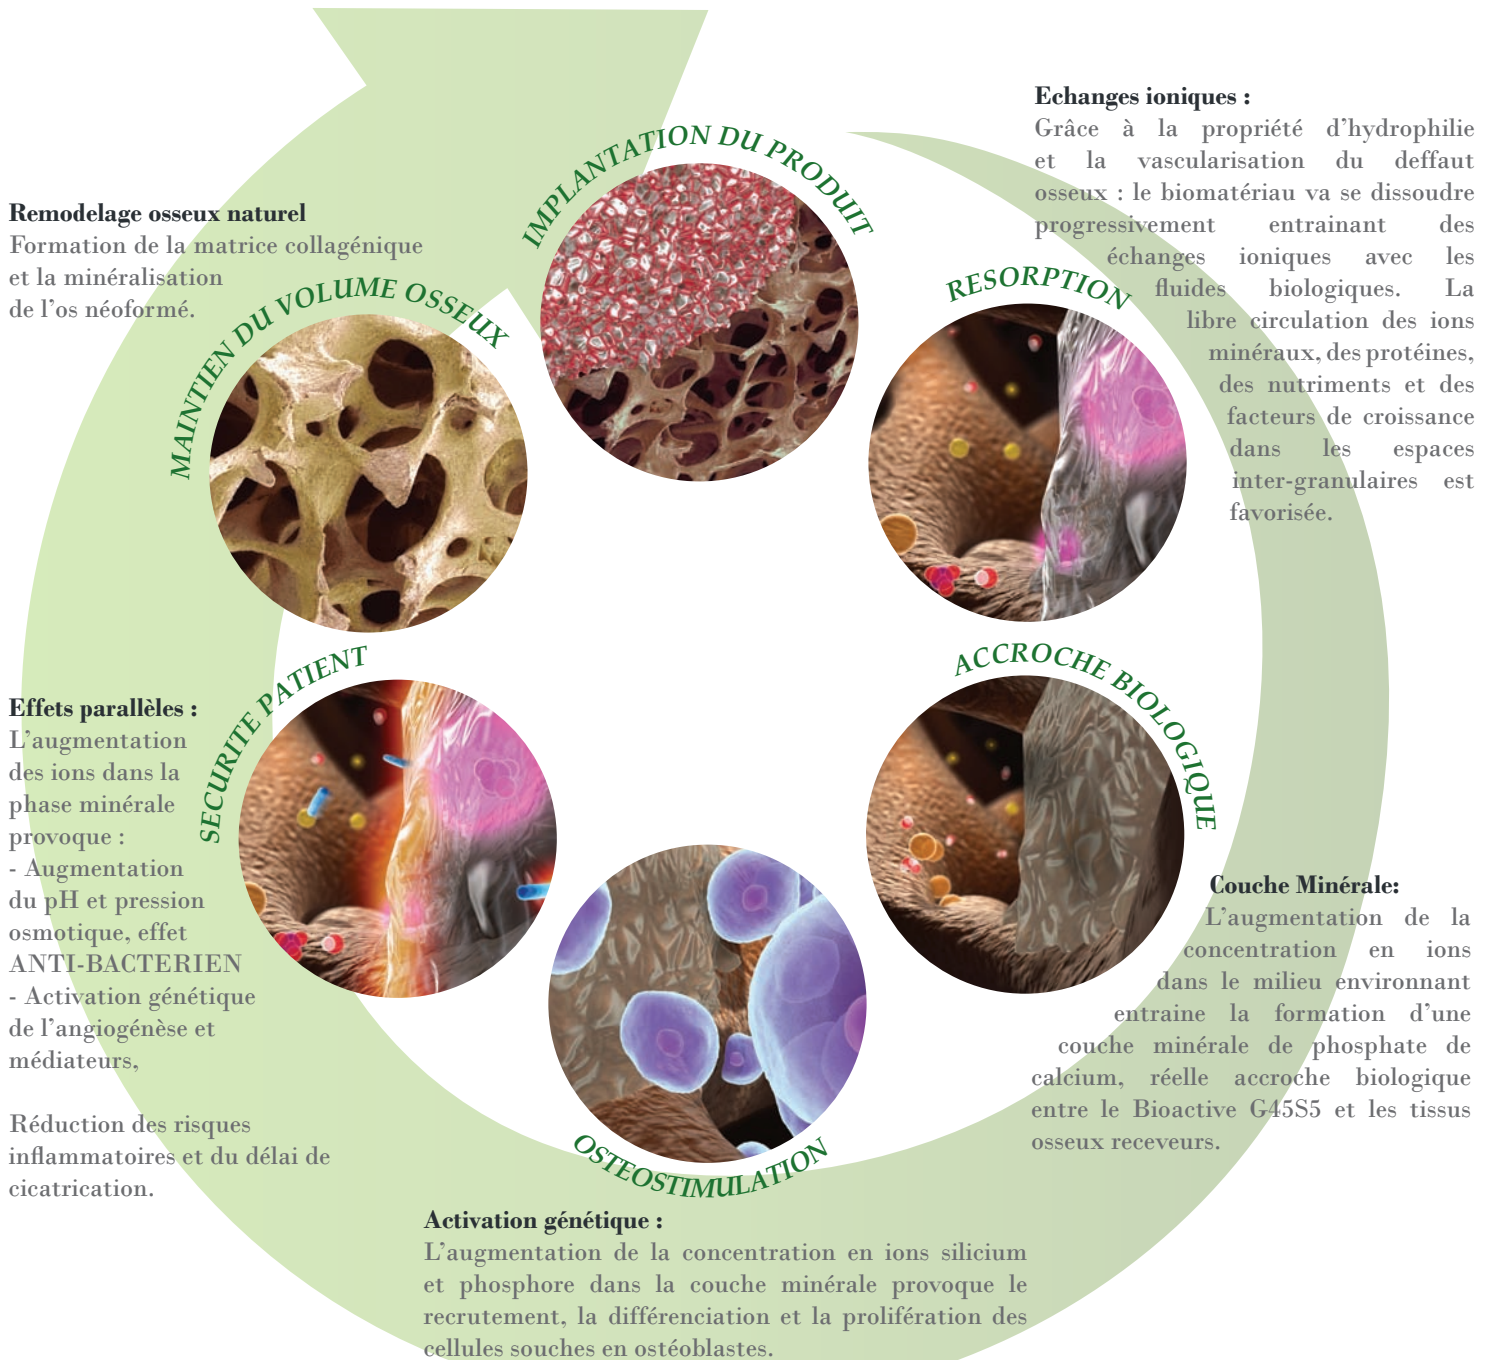 IMPLANTATION DU PRODUIT
Echanges ioniques :
Grâce à la propriété d'hydrophilie
et la vascularisation du deffaut
osseux : le biomatériau va se dissoudre
progressivement entrainant des
échanges ioniques avec les
fluides biologiques. La
libre circulation des ions
minéraux, des protéines,
des nutriments et des
facteurs de croissance
dans les espaces
inter-granulaires est
favorisée.
RESORPTION
ACCROCHE BIOLOGIQUE
Couche Minérale:
L'augmentation de la
concentration en ions
dans le milieu environnant
entraine la formation d'une
couche minérale de phosphate de
calcium, réelle accroche biologique
entre le Bioactive G45S5 et les tissus
osseux receveurs.
OSTEOSTIMULATION
Activation génétique :
L'augmentation de la concentration en ions silicium
et phosphore dans la couche minérale provoque le
recrutement, la différenciation et la prolifération des
cellules souches en ostéoblastes.
SECURITE PATIENT
Effets parallèles :
L'augmentation
des ions dans la
phase minérale
provoque :
- Augmentation
du pH et pression
osmotique, effet
ANTI-BACTERIEN
- Activation génétique
de l'angiogénèse et
médiateurs,
Réduction des risques
inflammatoires et du délai de
cicatrication.
MAINTIEN DU VOLUME OSSEUX
Remodelage osseux naturel
Formation de la matrice collagénique
et la minéralisation
de l'os néoformé.